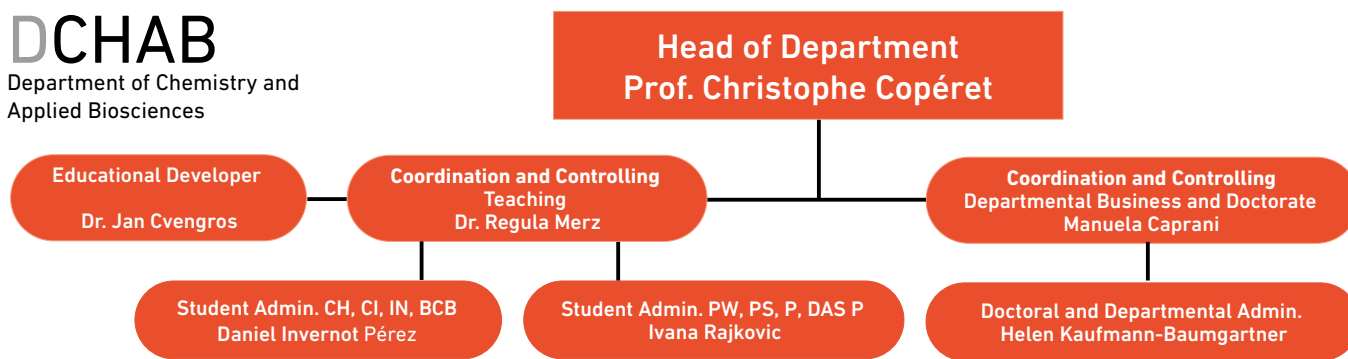 DCHAB
Department of Chemistry and
Applied Biosciences
Head of Department
Prof. Christophe Copéret
Educational Developer
Dr. Jan Cvengros
Coordination and Controlling
Teaching
Dr. Regula Merz
Coordination and Controlling
Departmental Business and Doctorate
Manuela Caprani
Student Admin. CH, CI, IN, BCB
Daniel Invernot Pérez
Student Admin. PW, PS, P, DAS P
Ivana Rajkovic
Doctoral and Departmental Admin.
Helen Kaufmann-Baumgartner